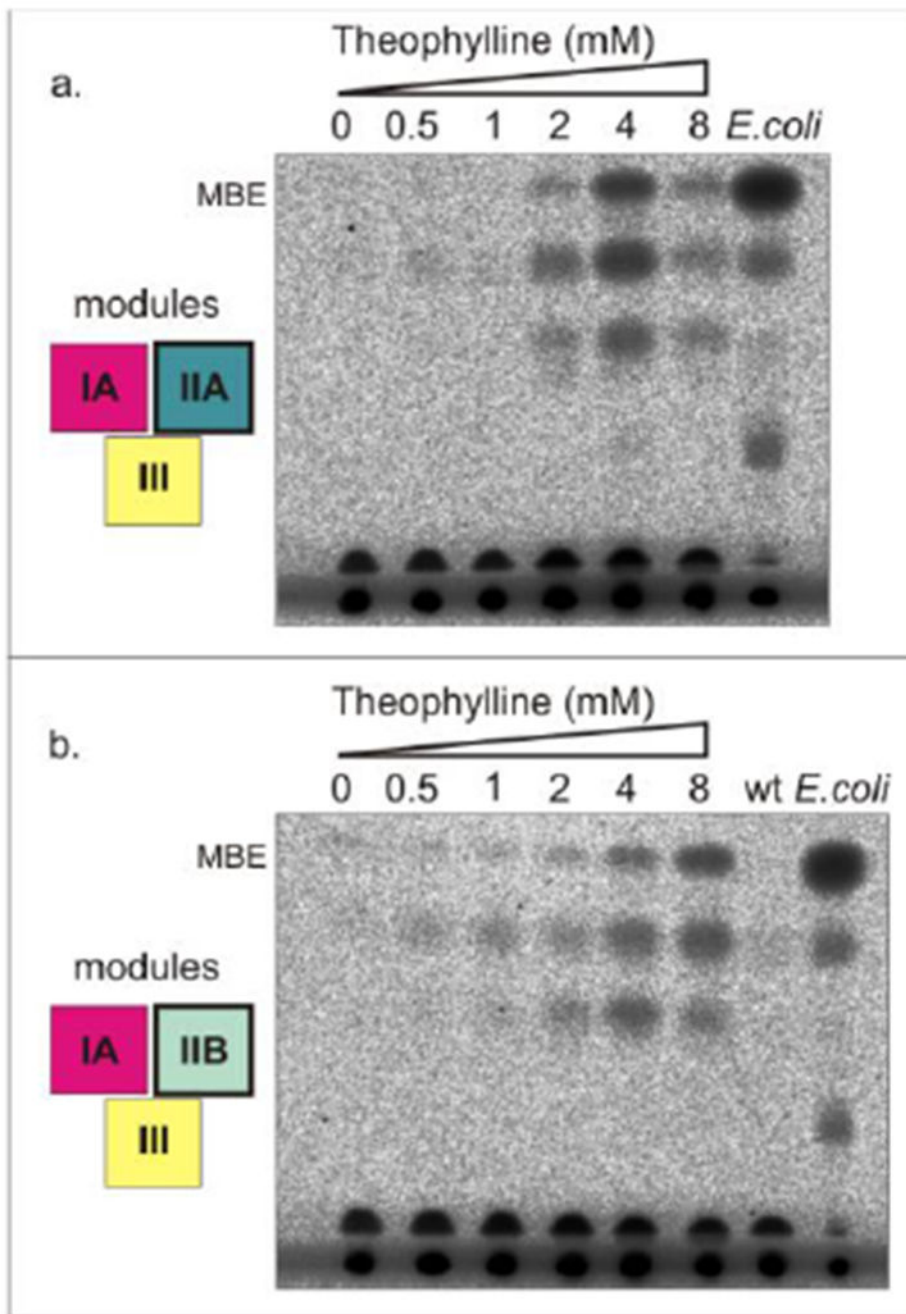 a.
Theophylline (mM)
0 0.5 1 2 4 8 E.coli
MBE
modules
IA IIA
III
b.
Theophylline (mM)
0 0.5 1 2 4 8 wt E.coli
MBE
modules
IA IIB
III